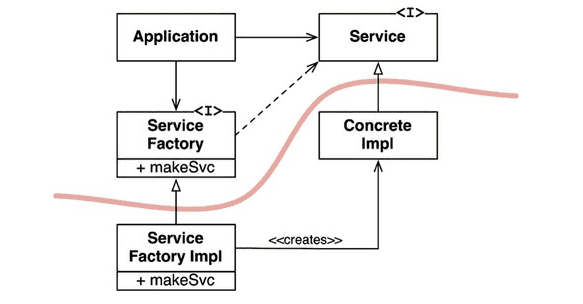 <I>
Application
Service
<I>
Service
Factory
+ makeSvc
Concrete
Impl
Service
Factory Impl
+ makeSvc
<<creates>>